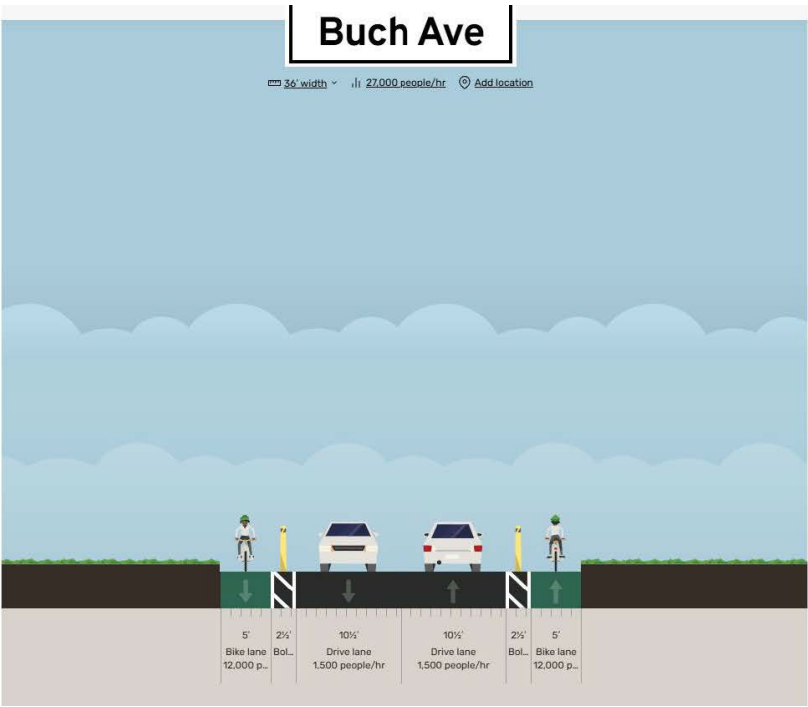 Buch Ave
36' width 27,000 people/hr Add location
5' 2½' 10½' 10½' 2½' 5'
Bike lane Bol... Drive lane Drive lane Bol... Bike lane
12,000 p... 1,500 people/hr 1,500 people/hr 12,000 p...